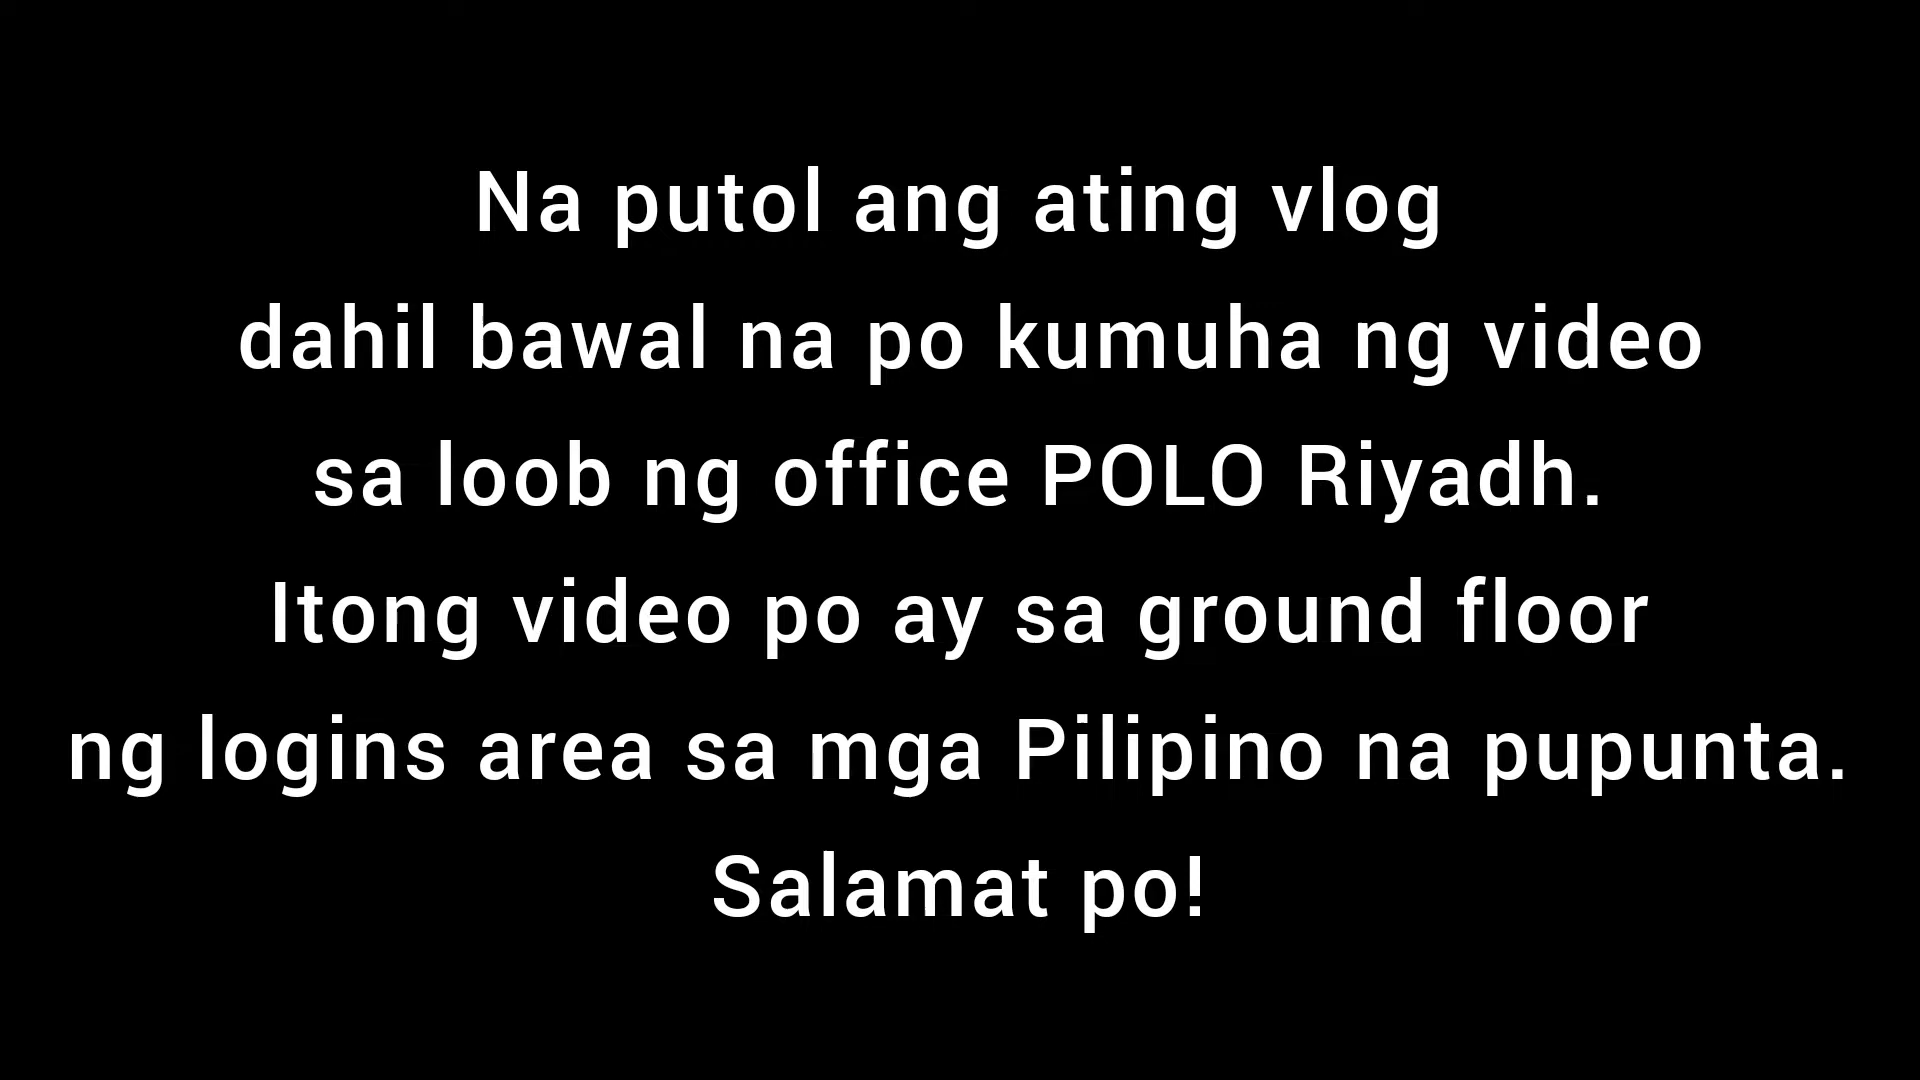 Na putol ang ating vlog
dahil bawal na po kumuha ng video
sa loob ng office POLO Riyadh.
Itong video po ay sa ground floor
ng logins area sa mga Pilipino na pupunta.
Salamat po!